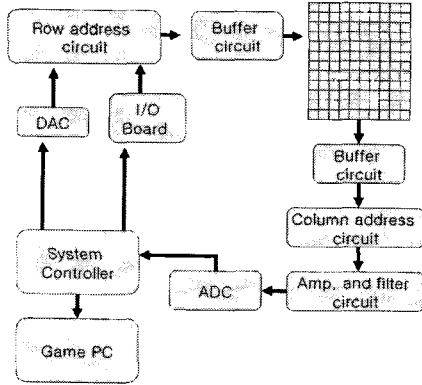 Row address
circuit
Buffer
circuit
DAC
I/O
Board
Buffer
circuit
Column address
circuit
System
Controller
ADC
Amp, and filter
circuit
Game PC